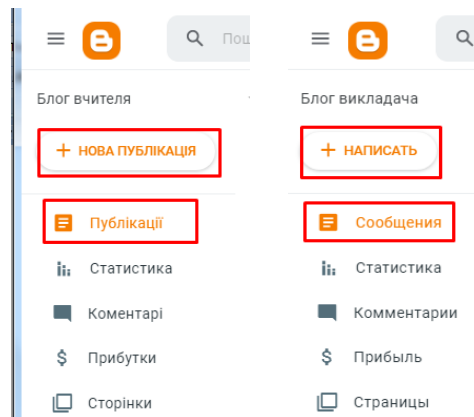 Пош
Блог вчителя
+ НОВА ПУБЛІКАЦІЯ
Публікації
Статистика
Коментарі
$ Прибутки
Сторінки
Блог викладача
+ НАПИСАТЬ
Сообщения
Статистика
Комментарии
$ Прибыль
Страницы